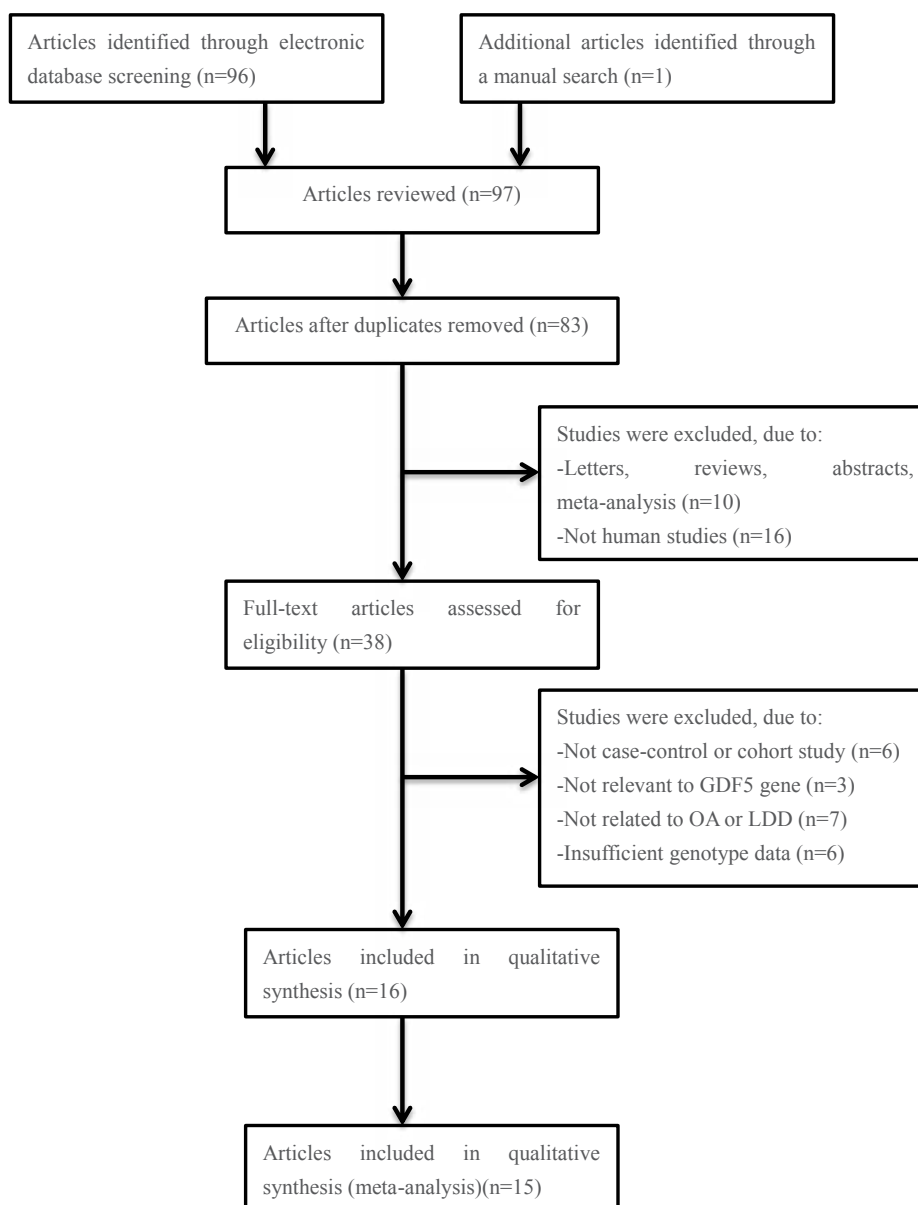 Articles identified through electronic
database screening (n=96)
Additional articles identified through
a manual search (n=1)
Articles reviewed (n=97)
Articles after duplicates removed (n=83)
Studies were excluded, due to:
-Letters, reviews, abstracts,
meta-analysis (n=10)
-Not human studies (n=16)
Full-text articles assessed for
eligibility (n=38)
Studies were excluded, due to:
-Not case-control or cohort study (n=6)
-Not relevant to GDF5 gene (n=3)
-Not related to OA or LDD (n=7)
-Insufficient genotype data (n=6)
Articles included in qualitative
synthesis (n=16)
Articles included in qualitative
synthesis (meta-analysis)(n=15)